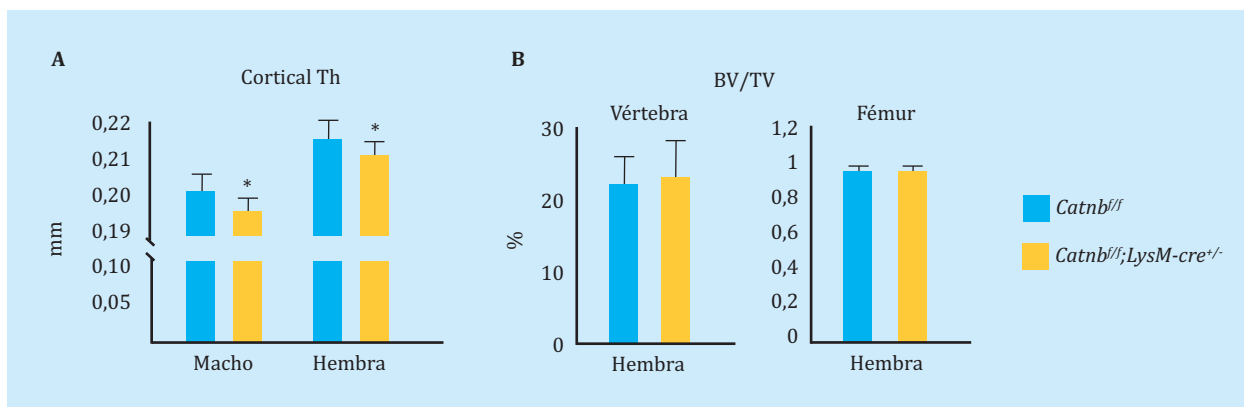 A
Cortical Th
0,22
0,21
0,20
0,19
0,10
0,05
mm
*
*
Macho
Hembra
B
BV/TV
Vértebra
30
20
10
0
%
Hembra
Fémur
1,2
1
0,8
0,6
0,4
0,2
0
Hembra
Catnbf/f
Catnbf/f;LysM-cre+/-